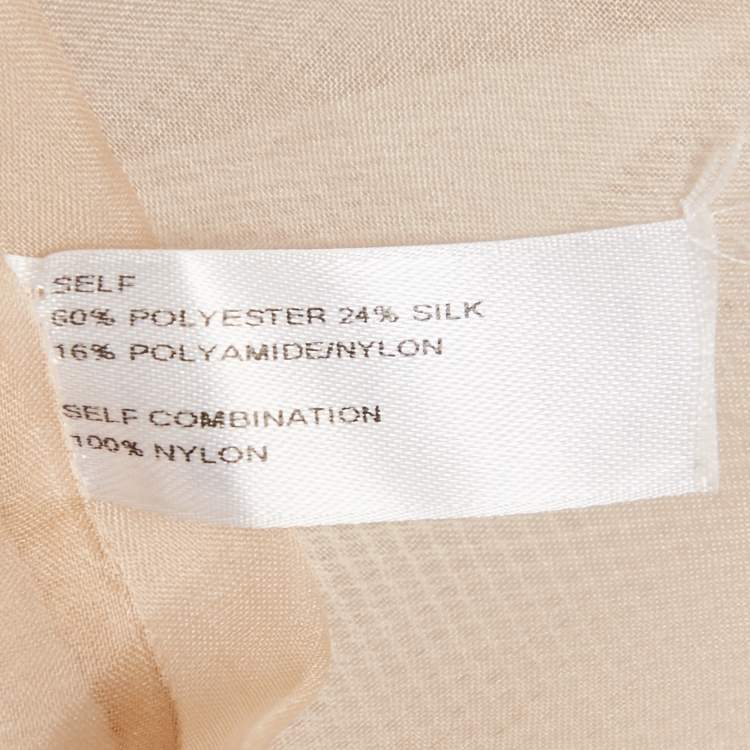 SELF
60% POLYESTER 24% SILK
16% POLYAMIDE/NYLON
SELF COMBINATION
100% NYLON